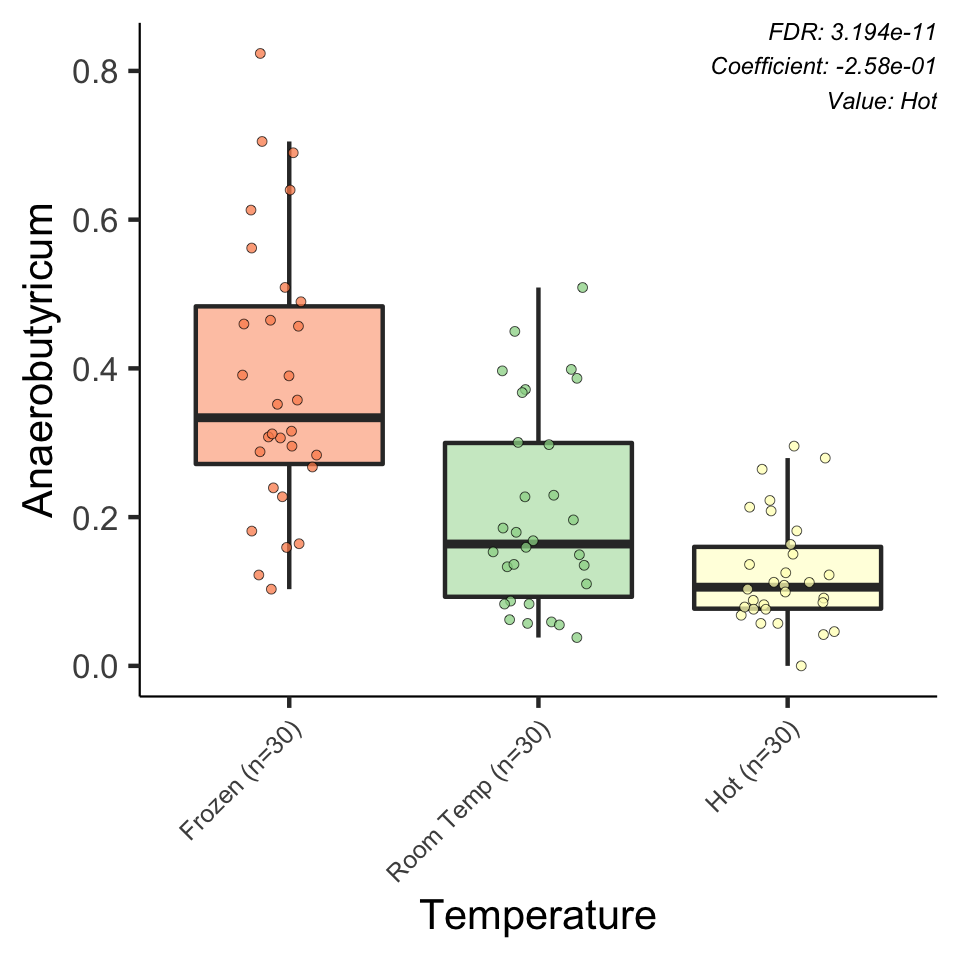 FDR: 3.194e-11
Coefficient: -2.58e-01
Value: Hot
Anaerobutyricum
0.8
0.6
0.4
0.2
0.0
Frozen (n=30)
Room Temp (n=30)
Hot (n=30)
Temperature